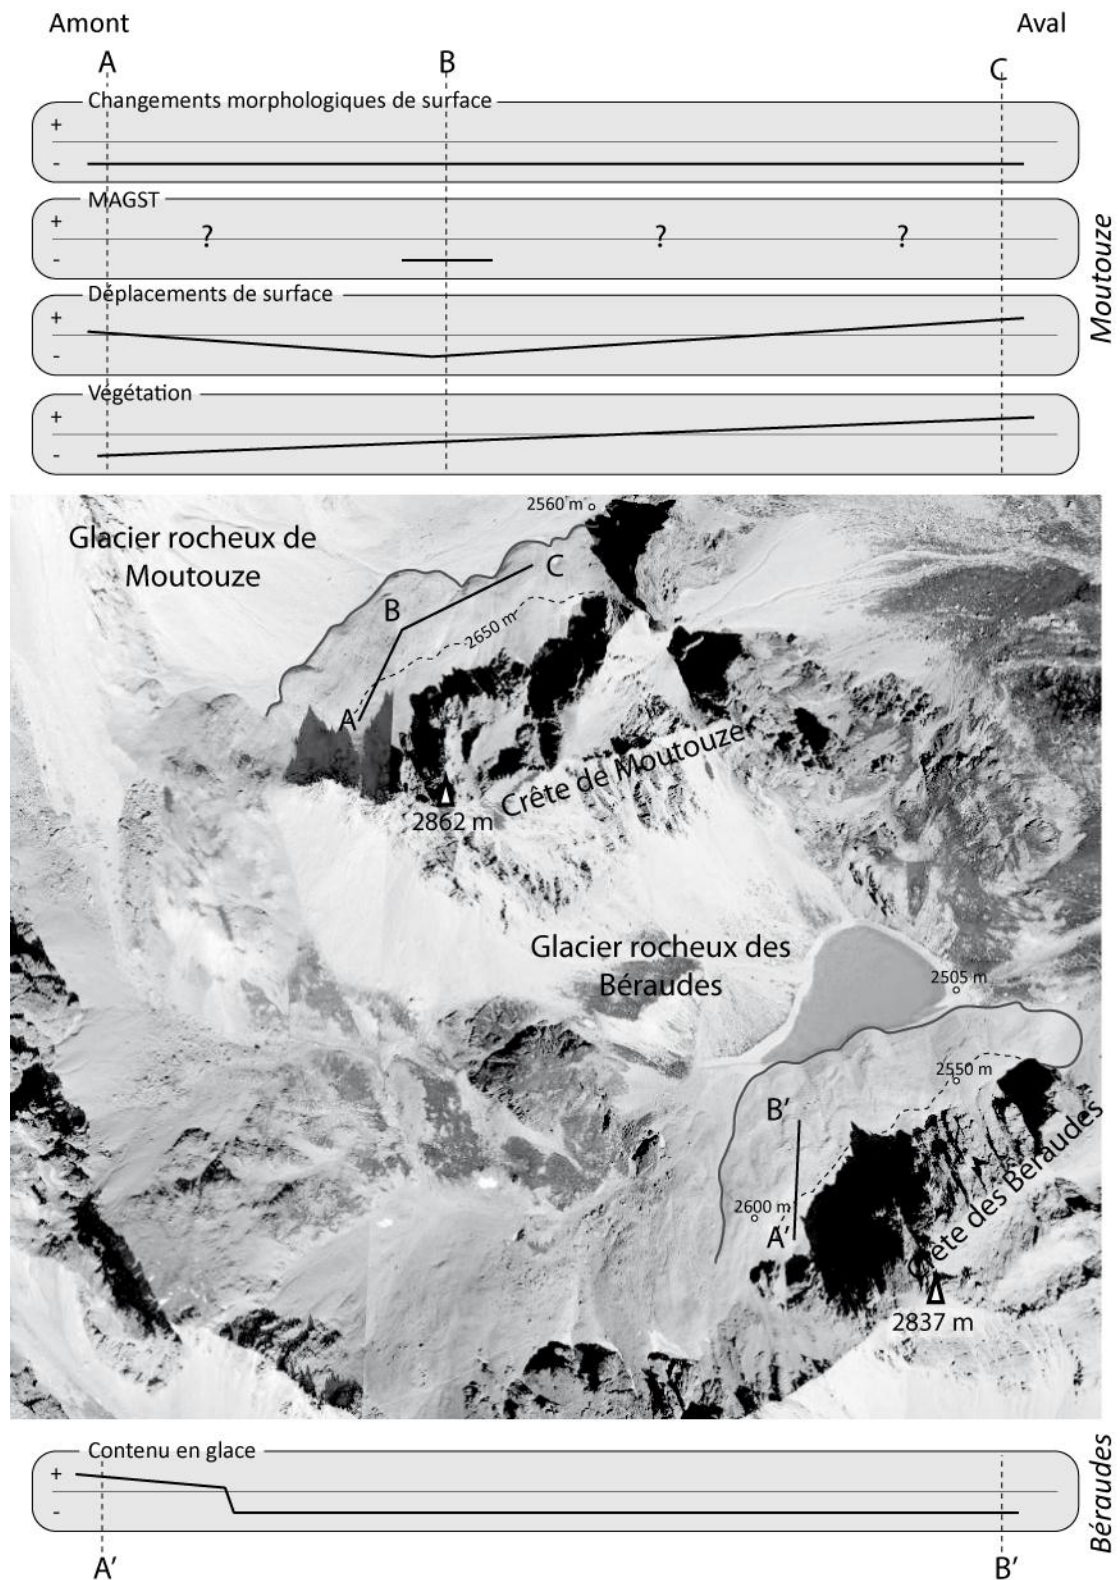 Amont
Aval
A
B
C
Changements morphologiques de surface
+
-
MAGST
+
?
?
?
-
Déplacements de surface
+
-
Végétation
+
-
Moutouze
2560 m
Glacier rocheux de
Moutouze
C
B
2650 m
A
Crête de Moutouze
2862 m
Glacier rocheux des
Béraudes
2505 m
2550 m
B'
Crête des Béraudes
2600 m
A'
2837 m
Contenu en glace
+
-
Béraudes
A'
B'